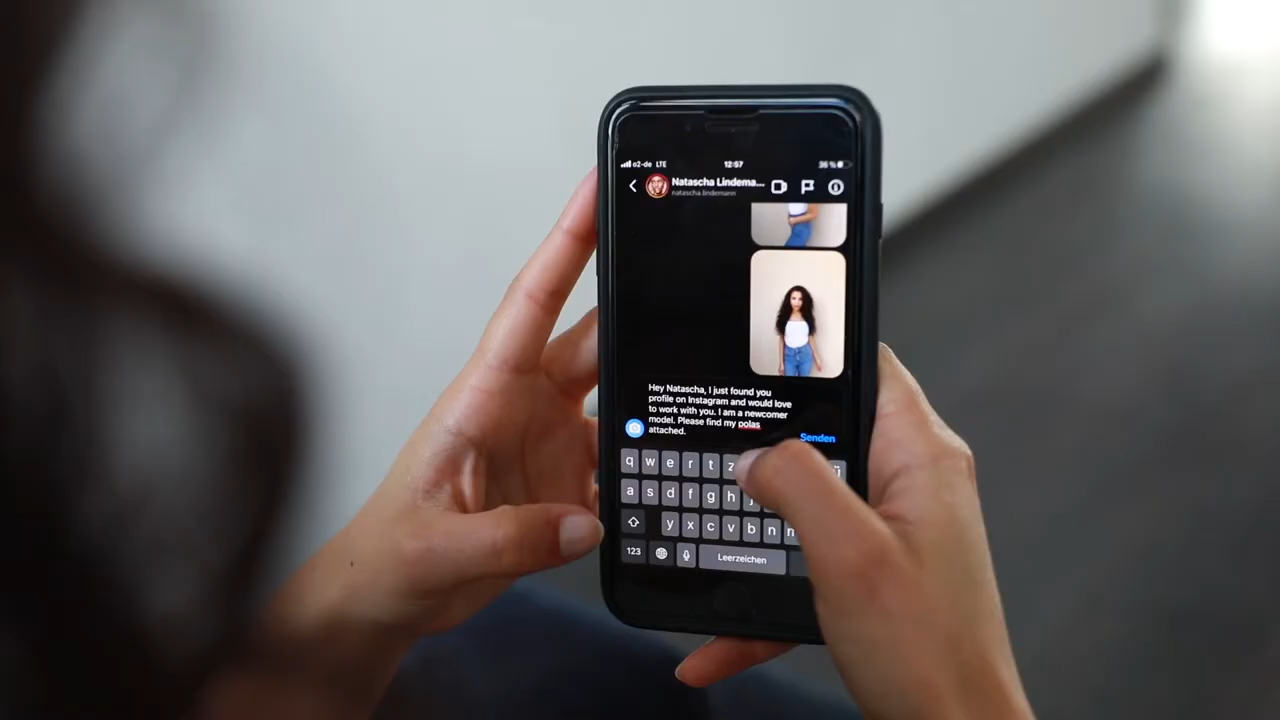 o2-de LTE 12:57 36 %
Natascha Lindema...
natascha.lindemann
Hey Natascha, I just found you
profile on Instagram and would love
to work with you. I am a newcomer
model. Please find my polas
attached.
Senden
q w e r t z ü
a s d f g h j
y x c v b n m
123 Leerzeichen